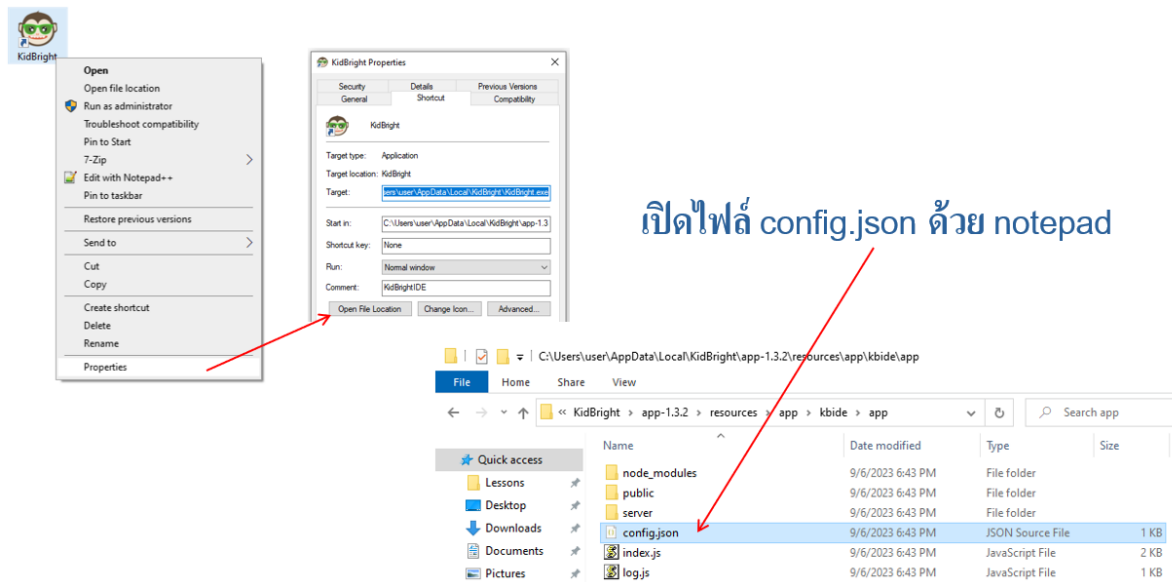 KidBright
Open
Open file location
Run as administrator
Troubleshoot compatibility
Pin to Start
7-Zip
Edit with Notepad++
Pin to taskbar
Restore previous versions
Send to
Cut
Copy
Create shortcut
Delete
Rename
Properties
KidBright Properties
Security Details Previous Versions
General Shortcut Compatibility
KidBright
Target type: Application
Target location: KidBright
Target: sers\user\AppData\Local\KidBright\KidBright.exe
Start in: C:\Users\user\AppData\Local\KidBright\app-1.3
Shortcut key: None
Run: Normal window
Comment: KidBrightIDE
Open File Location Change Icon... Advanced...
เปิดไฟล์ config.json ด้วย notepad
C:\Users\user\AppData\Local\KidBright\app-1.3.2\resources\app\kbide\app
File Home Share View
« KidBright › app-1.3.2 › resources › app › kbide › app Search app
Name Date modified Type Size
Quick access
node_modules 9/6/2023 6:43 PM File folder
Lessons
public 9/6/2023 6:43 PM File folder
Desktop
server 9/6/2023 6:43 PM File folder
Downloads
config.json 9/6/2023 6:43 PM JSON Source File 1 KB
Documents
index.js 9/6/2023 6:43 PM JavaScript File 2 KB
Pictures
log.js 9/6/2023 6:43 PM JavaScript File 1 KB